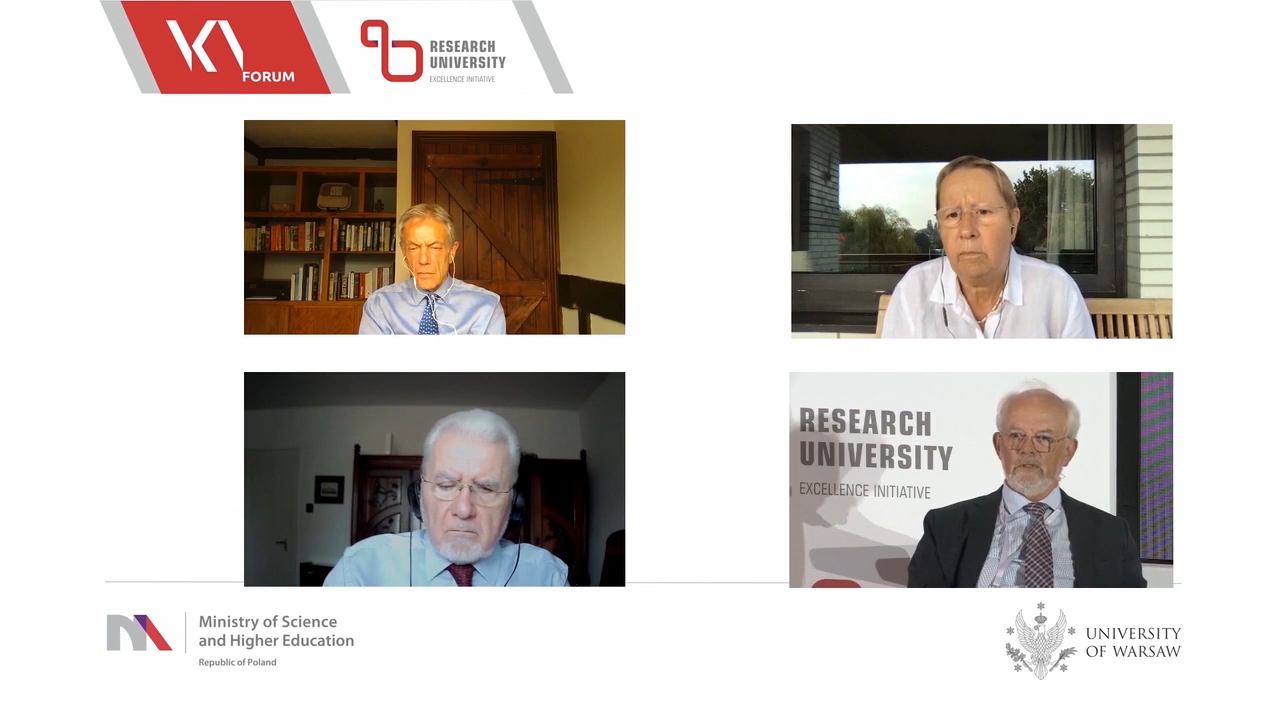 FORUM
RESEARCH
UNIVERSITY
EXCELLENCE INITIATIVE
RESEARCH
UNIVERSITY
EXCELLENCE INITIATIVE
Ministry of Science
and Higher Education
Republic of Poland
UNIVERSITY
OF WARSAW